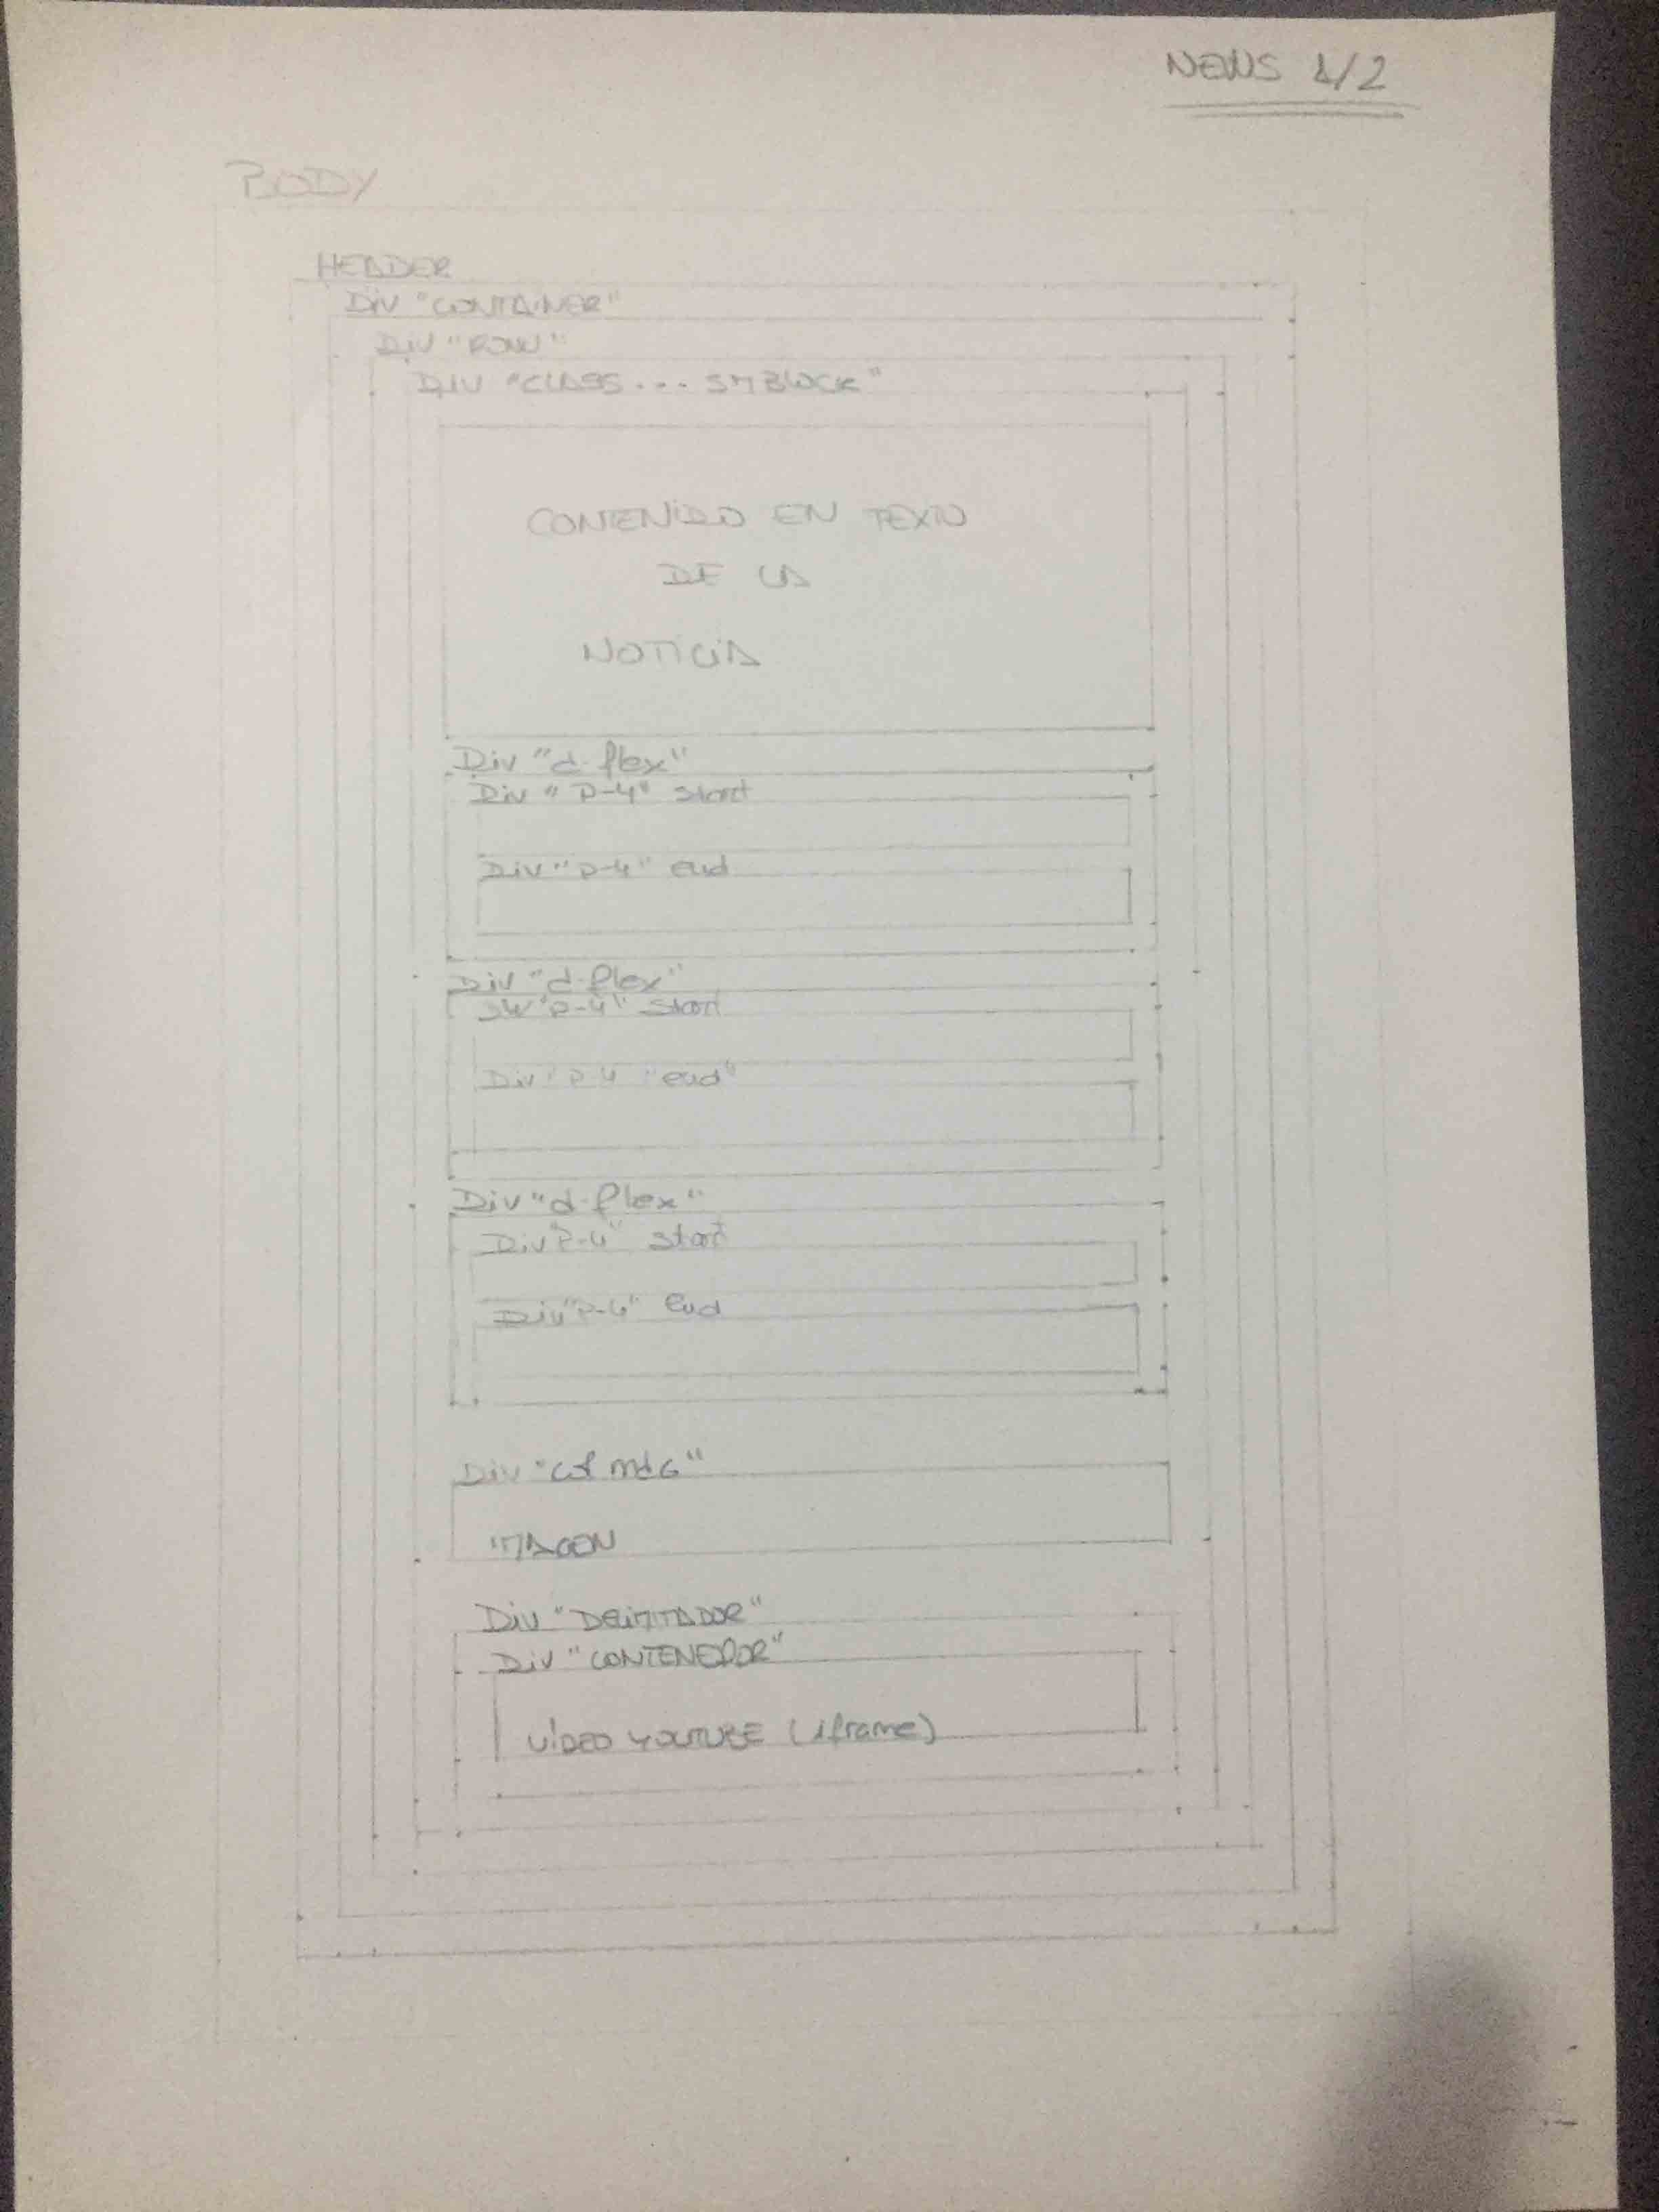 NEWS 1/2
BODY
HEADER
Div "CONTAINER"
Div "ROW"
DIV "CLASS... SM BLOCK"
CONTENIDO EN TEXTO
DE LA
NOTICIA
Div "d-flex"
Div "P-4" start
Div "P-4" end
Div "d-flex"
Div "P-4" start
Div "P-4 "end"
Div "d-flex"
Div P-4" start
Div "P-4" end
Div "col md6"
IMAGEN
Div "DELIMITADOR"
Div "CONTENEDOR"
VÍDEO YOUTUBE (iframe)